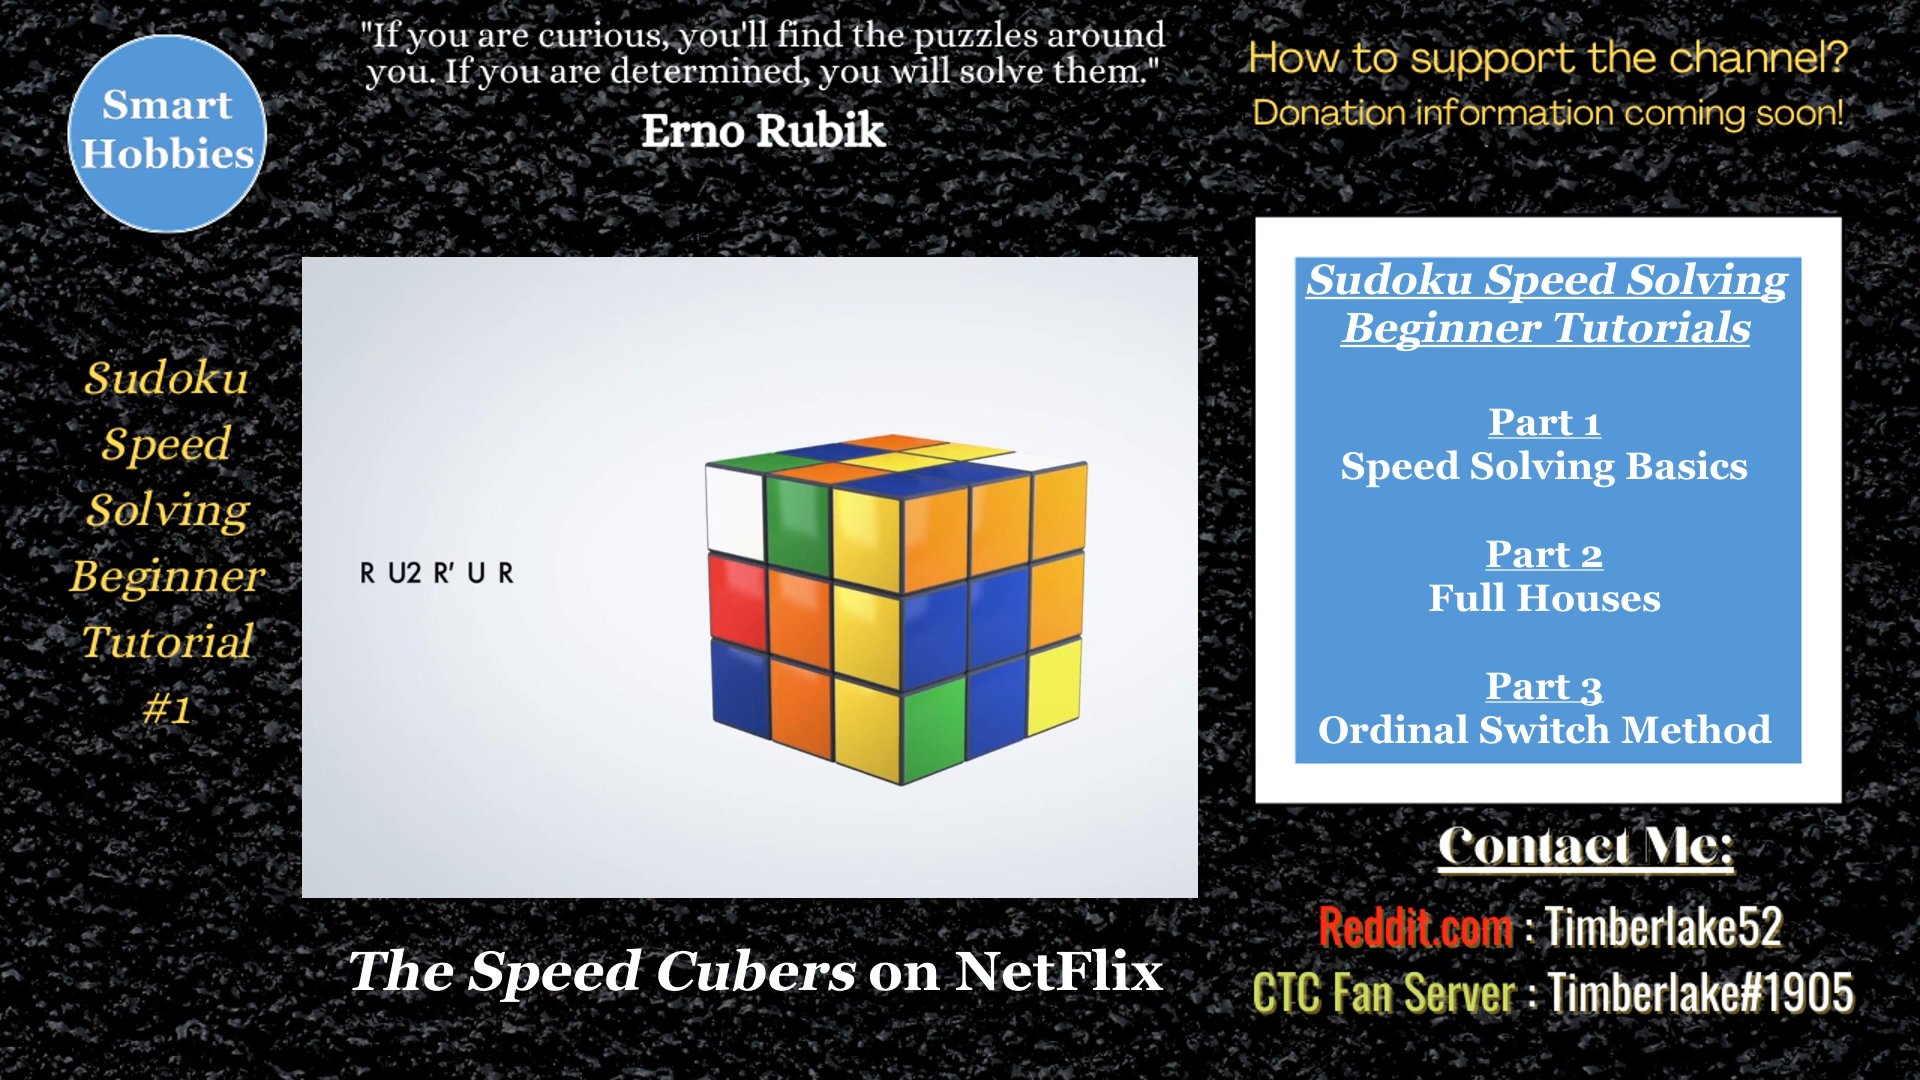 Smart
Hobbies
"If you are curious, you'll find the puzzles around
you. If you are determined, you will solve them."
Erno Rubik
How to support the channel?
Donation information coming soon!
Sudoku
Speed
Solving
Beginner
Tutorial
#1
R U2 R' U R
The Speed Cubers on NetFlix
Sudoku Speed Solving
Beginner Tutorials
Part 1
Speed Solving Basics
Part 2
Full Houses
Part 3
Ordinal Switch Method
Contact Me:
Reddit.com : Timberlake52
CTC Fan Server : Timberlake#1905